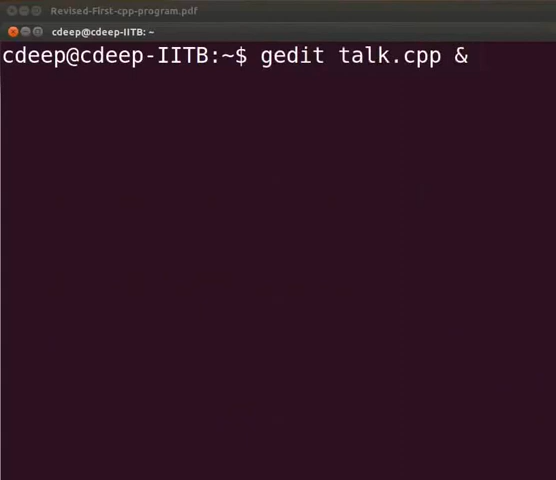 Revised-First-cpp-program.pdf
cdeep@cdeep-IITB: ~
cdeep@cdeep-IITB:~$ gedit talk.cpp &